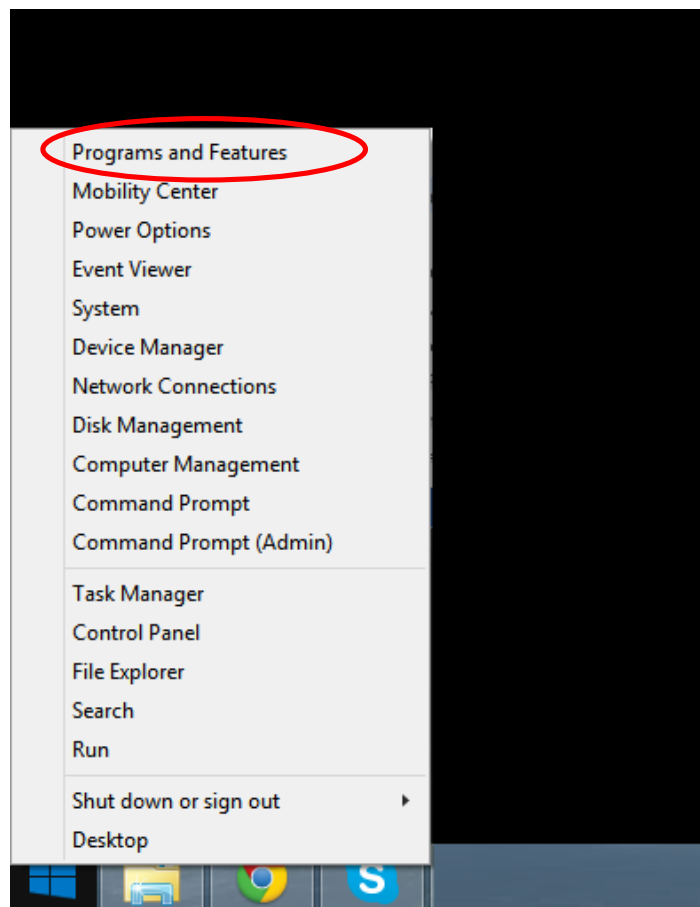 Programs and Features
Mobility Center
Power Options
Event Viewer
System
Device Manager
Network Connections
Disk Management
Computer Management
Command Prompt
Command Prompt (Admin)
Task Manager
Control Panel
File Explorer
Search
Run
Shut down or sign out
Desktop